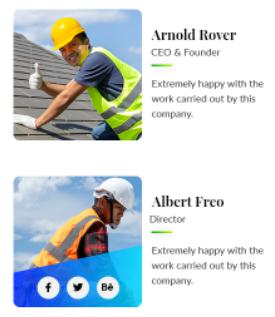 Arnold Rover
CEO & Founder
Extremely happy with the
work carried out by this
company.
Albert Freo
Director
Extremely happy with the
work carried out by this
company.
f
Bē